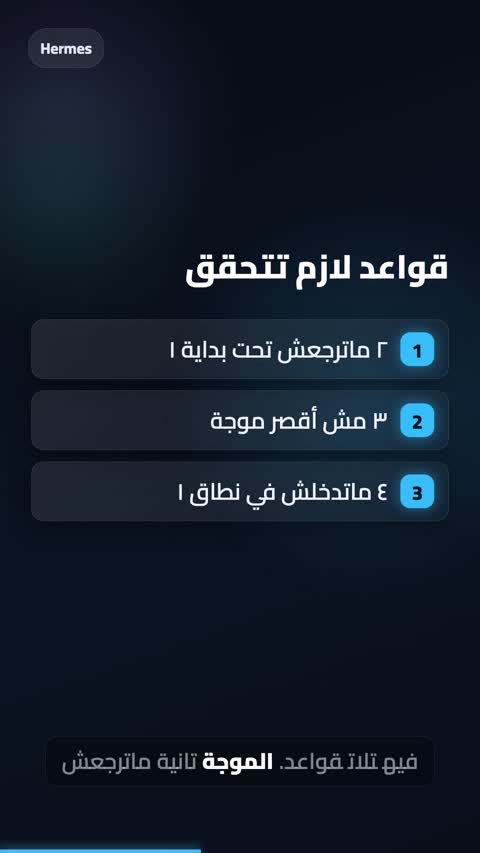 Hermes
قواعد لازم تتحقق
1 ٢ ماترجعش تحت بداية ١
2 ٣ مش أقصر موجة
3 ٤ ماتدخلش في نطاق ١
فيه تلات قواعد. الموجة تانية ماترجعش